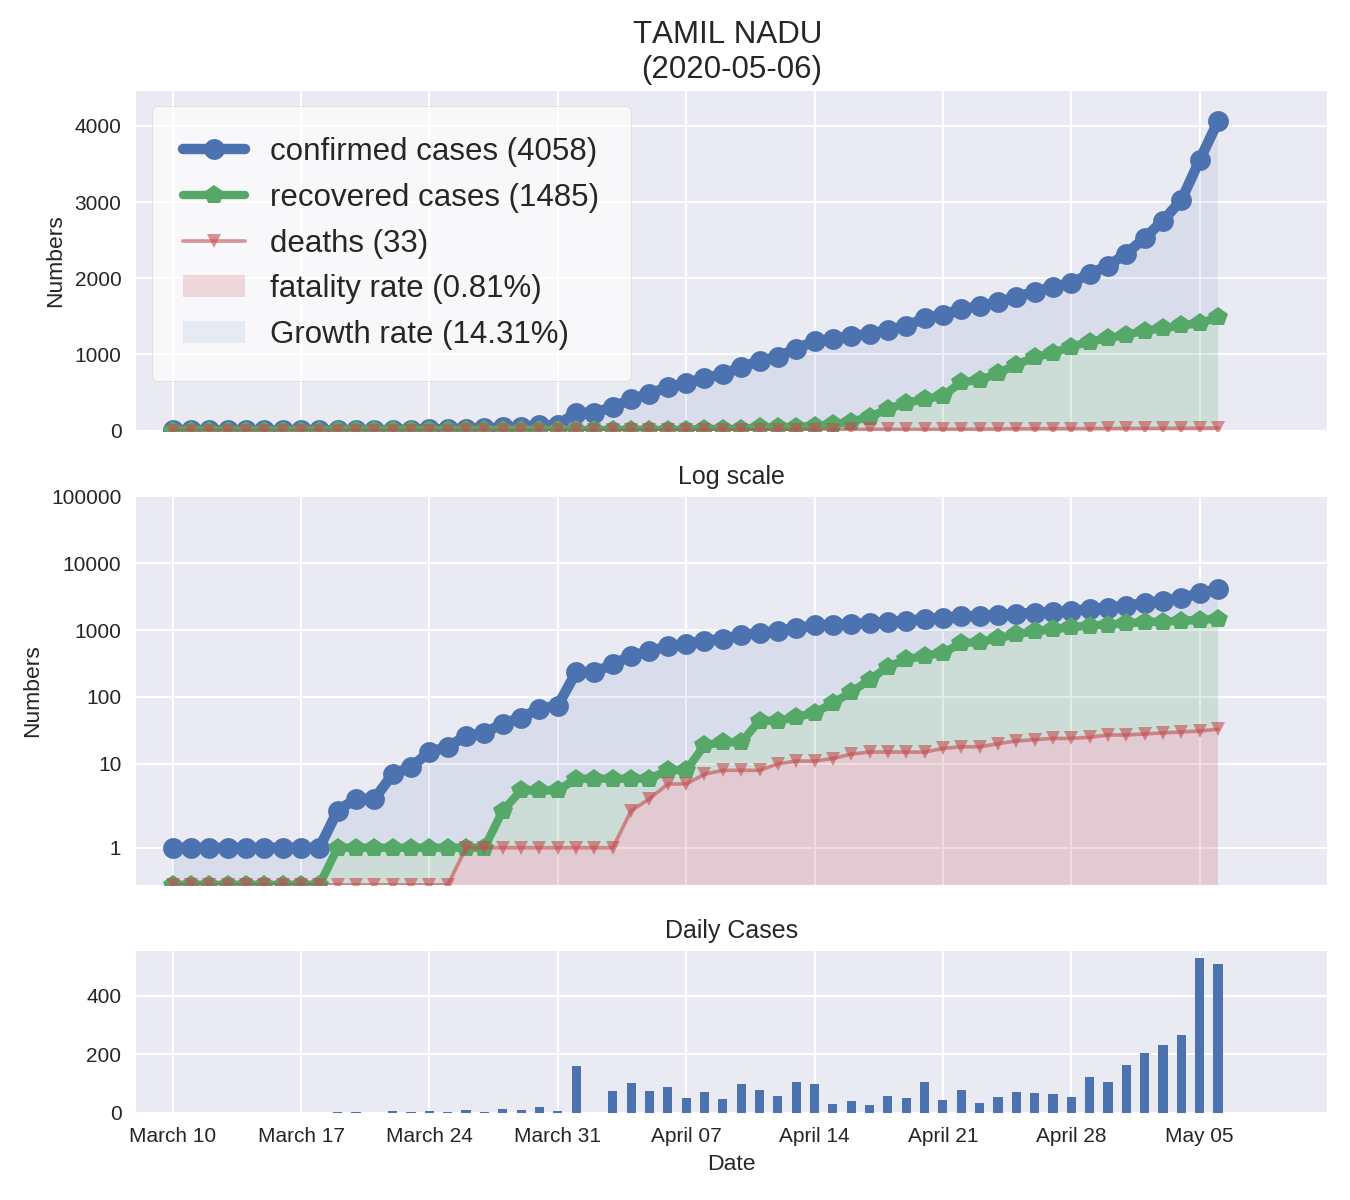 TAMIL NADU
(2020-05-06)
4000
3000
2000
1000
0
Numbers
confirmed cases (4058)
recovered cases (1485)
deaths (33)
fatality rate (0.81%)
Growth rate (14.31%)
Log scale
100000
10000
1000
100
10
1
Numbers
Daily Cases
400
200
0
March 10 March 17 March 24 March 31 April 07 April 14 April 21 April 28 May 05
Date